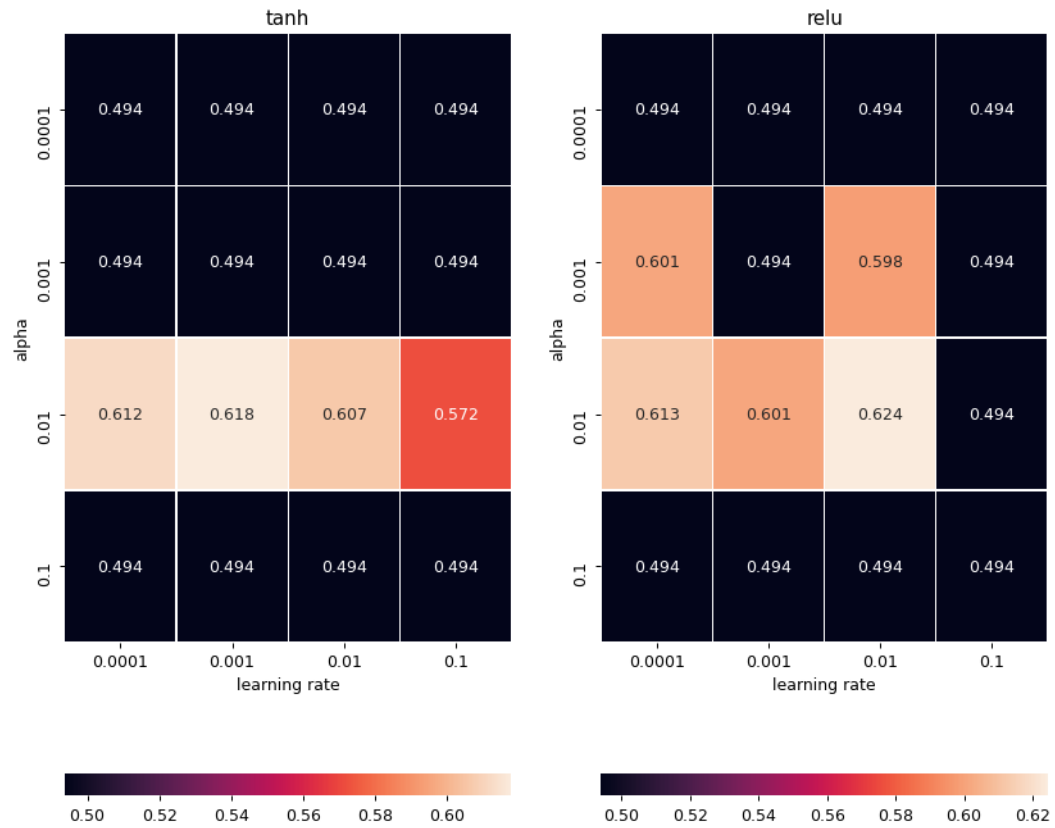 tanh
relu
0.0001 0.494 0.494 0.494 0.494
0.0001 0.494 0.494 0.494 0.494
0.001 0.494 0.494 0.494 0.494
0.001 0.601 0.494 0.598 0.494
alpha
alpha
0.01 0.612 0.618 0.607 0.572
0.01 0.613 0.601 0.624 0.494
0.1 0.494 0.494 0.494 0.494
0.1 0.494 0.494 0.494 0.494
0.0001 0.001 0.01 0.1
0.0001 0.001 0.01 0.1
learning rate
learning rate
0.50 0.52 0.54 0.56 0.58 0.60
0.50 0.52 0.54 0.56 0.58 0.60 0.62